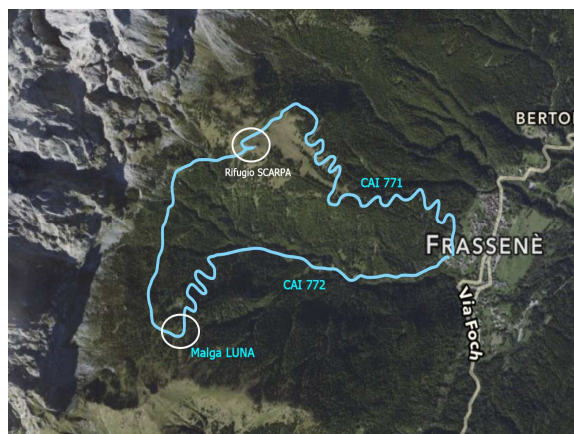 BERTO
Rifugio SCARPA
CAI 771
FRASSENÈ
CAI 772
Via Foch
Malga LUNA